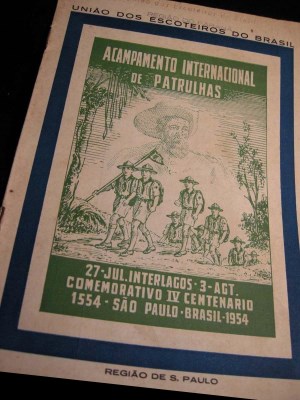 UNIÃO DOS ESCOTEIROS DO BRASIL
ACAMPAMENTO INTERNACIONAL
DE PATRULHAS
27-JUL. INTERLAGOS-3-AGT.
COMEMORATIVO IV CENTENARIO
1554-SÃO PAULO-BRASIL-1954
REGIÃO DE S. PAULO